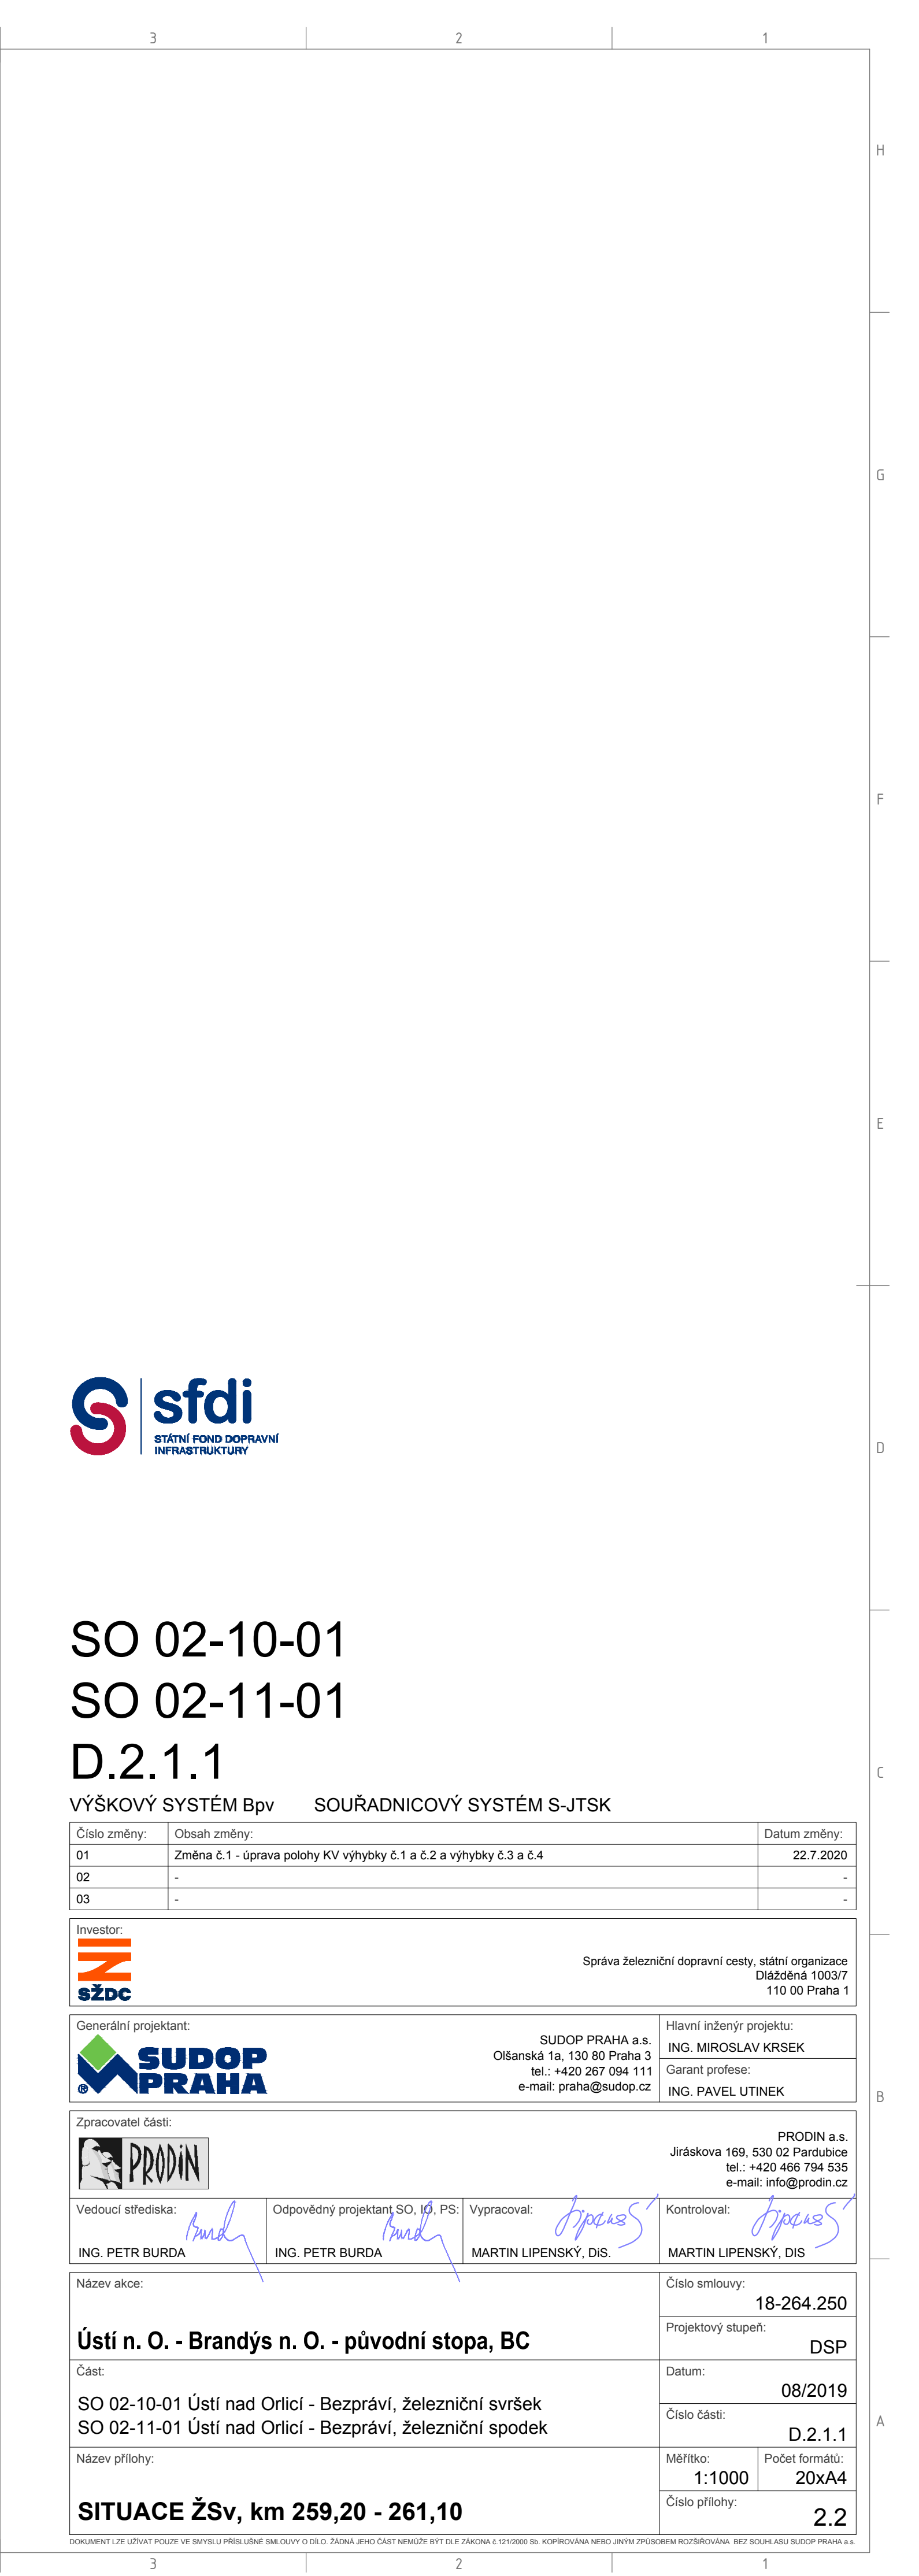 3 2 1
H
G
F
E
D
C
B
A
sfdi
STÁTNÍ FOND DOPRAVNÍ
INFRASTRUKTURY
SO 02-10-01
SO 02-11-01
D.2.1.1
VÝŠKOVÝ SYSTÉM Bpv SOUŘADNICOVÝ SYSTÉM S-JTSK
Číslo změny: Obsah změny: Datum změny:
01 Změna č.1 - úprava polohy KV výhybky č.1 a č.2 a výhybky č.3 a č.4 22.7.2020
02 - -
03 - -
Investor:
SŽDC
Správa železniční dopravní cesty, státní organizace
Dlážděná 1003/7
110 00 Praha 1
Generální projektant:
SUDOP
PRAHA
®
SUDOP PRAHA a.s.
Olšanská 1a, 130 80 Praha 3
tel.: +420 267 094 111
e-mail: praha@sudop.cz
Hlavní inženýr projektu:
ING. MIROSLAV KRSEK
Garant profese:
ING. PAVEL UTINEK
Zpracovatel části:
PRODIN
PRODIN a.s.
Jiráskova 169, 530 02 Pardubice
tel.: +420 466 794 535
e-mail: info@prodin.cz
Vedoucí střediska: Odpovědný projektant SO, IO, PS: Vypracoval: Kontroloval:
ING. PETR BURDA ING. PETR BURDA MARTIN LIPENSKÝ, DiS. MARTIN LIPENSKÝ, DIS
Název akce:
Ústí n. O. - Brandýs n. O. - původní stopa, BC
Číslo smlouvy:
18-264.250
Projektový stupeň:
DSP
Část:
SO 02-10-01 Ústí nad Orlicí - Bezpráví, železniční svršek
SO 02-11-01 Ústí nad Orlicí - Bezpráví, železniční spodek
Datum:
08/2019
Číslo části:
D.2.1.1
Název přílohy:
SITUACE ŽSv, km 259,20 - 261,10
Měřítko: Počet formátů:
1:1000 20xA4
Číslo přílohy:
2.2
DOKUMENT LZE UŽÍVAT POUZE VE SMYSLU PŘÍSLUŠNÉ SMLOUVY O DÍLO. ŽÁDNÁ JEHO ČÁST NEMŮŽE BÝT DLE ZÁKONA č.121/2000 Sb. KOPÍROVÁNA NEBO JINÝM ZPŮSOBEM ROZŠIŘOVÁNA BEZ SOUHLASU SUDOP PRAHA a.s.
3 2 1